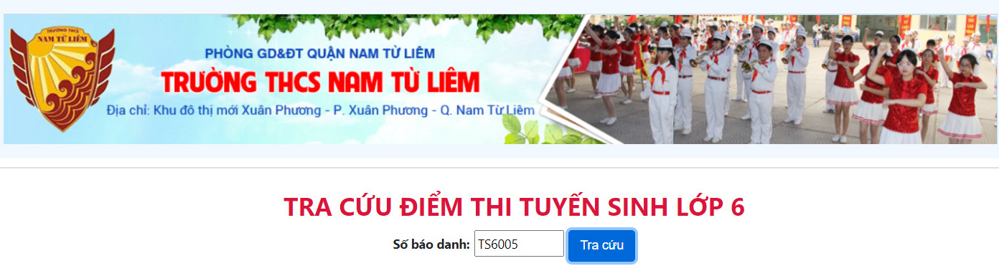 TRƯỜNG THCS
NAM TỪ LIÊM
PHÒNG GD&ĐT QUẬN NAM TỪ LIÊM
TRƯỜNG THCS NAM TỪ LIÊM
Địa chỉ: Khu đô thị mới Xuân Phương - P. Xuân Phương - Q. Nam Từ Liêm
TRA CỨU ĐIỂM THI TUYỂN SINH LỚP 6
Số báo danh: TS6005 Tra cứu